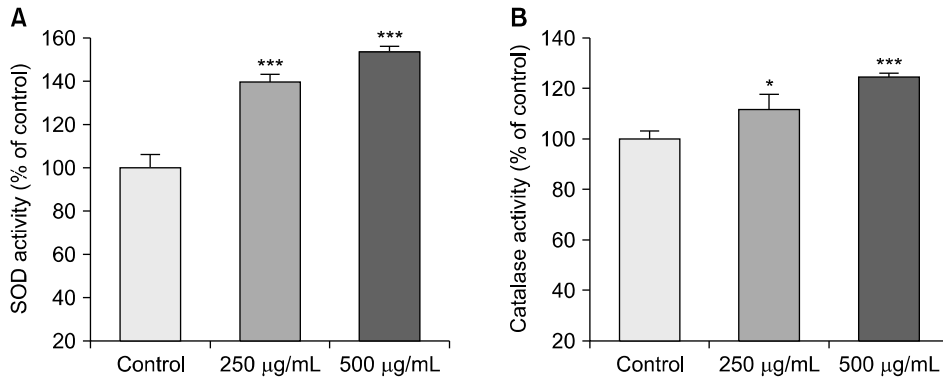 A
SOD activity (% of control)
160
140
120
100
80
60
40
20
***
***
Control
250 μg/mL
500 μg/mL
B
Catalase activity (% of control)
140
120
100
80
60
40
20
*
***
Control
250 μg/mL
500 μg/mL